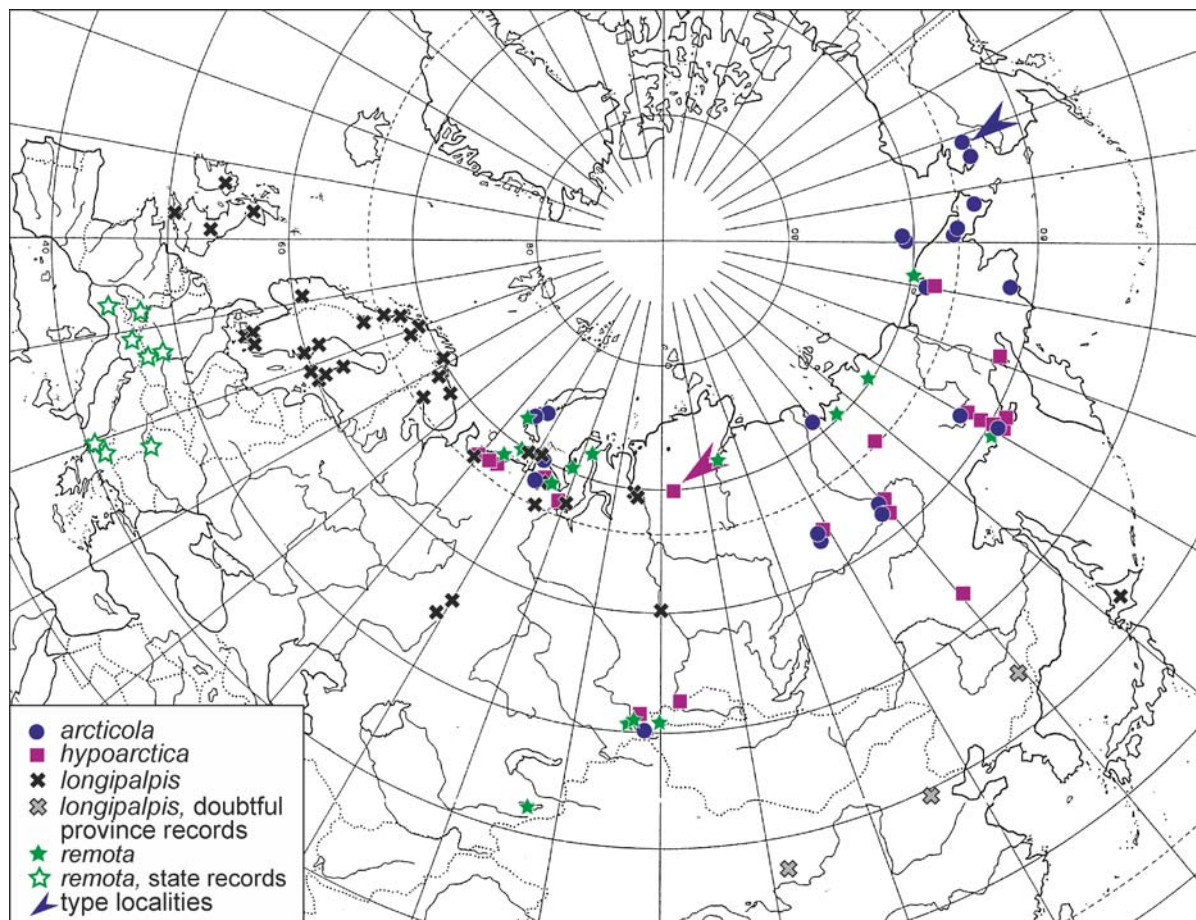 40
60
80
80
60
arcticola
hypoarctica
longipalpis
longipalpis, doubtful
province records
remota
remota, state records
type localities